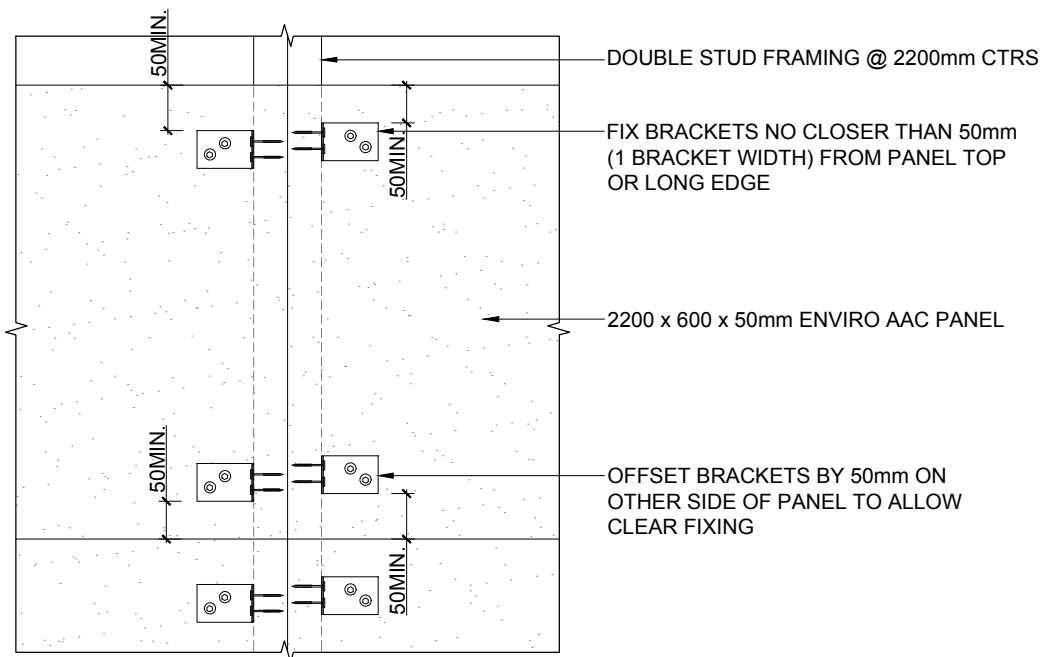 50MIN.
DOUBLE STUD FRAMING @ 2200mm CTRS
50MIN.
FIX BRACKETS NO CLOSER THAN 50mm
(1 BRACKET WIDTH) FROM PANEL TOP
OR LONG EDGE
2200 x 600 x 50mm ENVIRO AAC PANEL
50MIN.
OFFSET BRACKETS BY 50mm ON
OTHER SIDE OF PANEL TO ALLOW
CLEAR FIXING
50MIN.